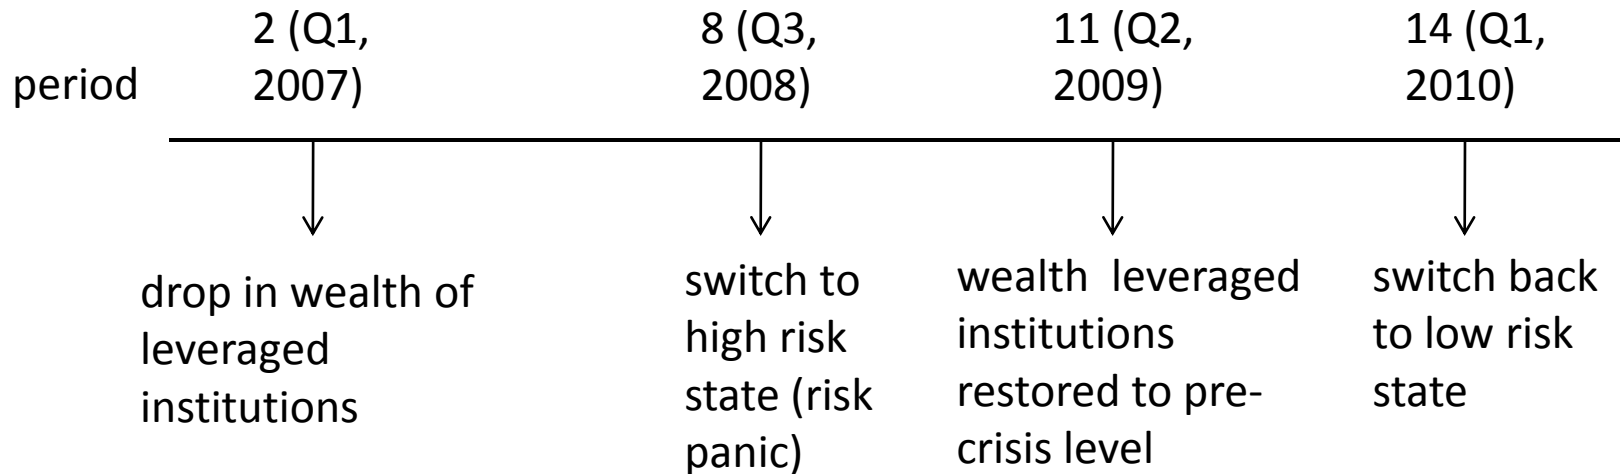 period
2 (Q1,
2007)
8 (Q3,
2008)
11 (Q2,
2009)
14 (Q1,
2010)
drop in wealth of
leveraged
institutions
switch to
high risk
state (risk
panic)
wealth leveraged
institutions
restored to pre-
crisis level
switch back
to low risk
state